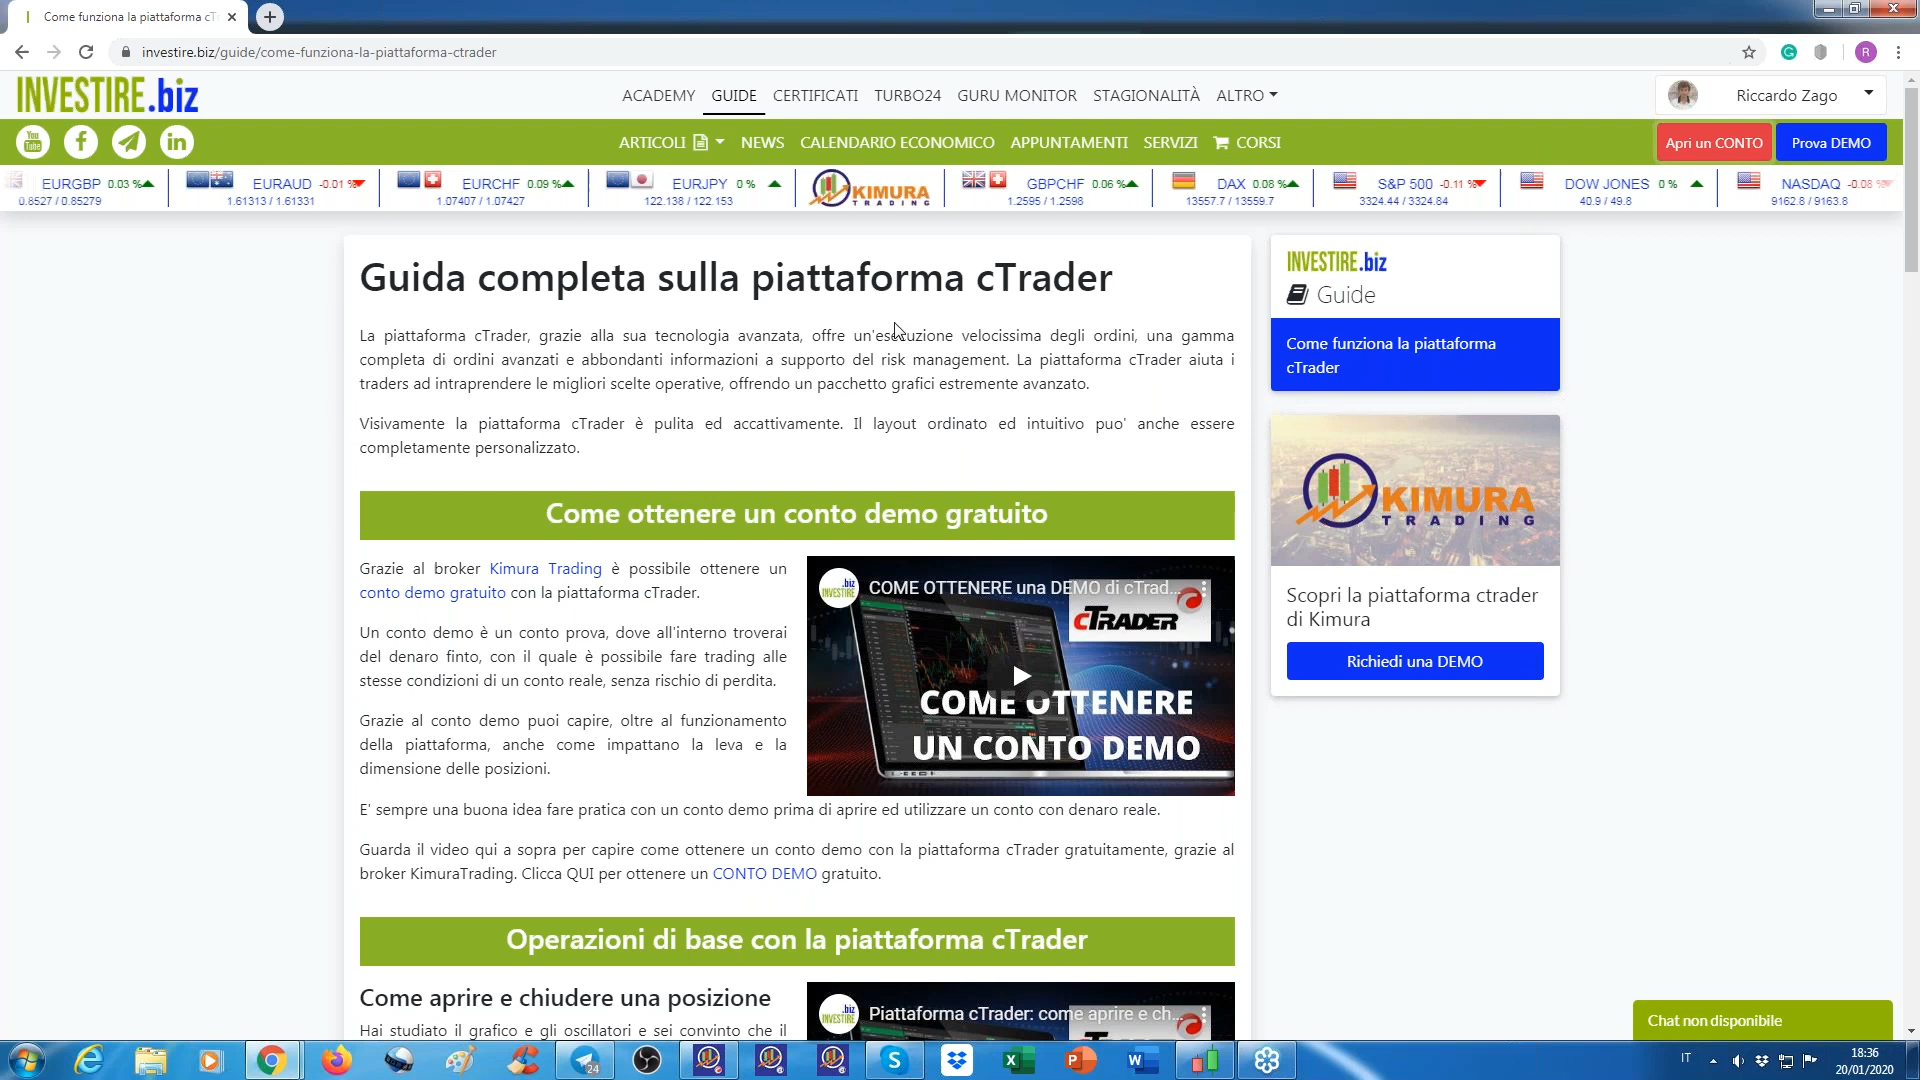 Come funziona la piattaforma cT
investire.biz/guide/come-funziona-la-piattaforma-ctrader
R
INVESTIRE.biz
ACADEMY GUIDE CERTIFICATI TURBO24 GURU MONITOR STAGIONALITÀ ALTRO
Riccardo Zago
You Tube
in
ARTICOLI NEWS CALENDARIO ECONOMICO APPUNTAMENTI SERVIZI CORSI
Apri un CONTO
Prova DEMO
EURGBP 0.03 %
0.8527 / 0.85279
EURAUD -0.01 %
1.61313 / 1.61331
EURCHF 0.09 %
1.07407 / 1.07427
EURJPY 0 %
122.138 / 122.153
KIMURA
TRADING
GBPCHF 0.06 %
1.2595 / 1.2598
DAX 0.08 %
13557.7 / 13559.7
S&P 500 -0.11 %
3324.44 / 3324.84
DOW JONES 0 %
40.9 / 49.8
NASDAQ -0.08 %
9162.8 / 9163.8
Guida completa sulla piattaforma cTrader
La piattaforma cTrader, grazie alla sua tecnologia avanzata, offre un'esecuzione velocissima degli ordini, una gamma
completa di ordini avanzati e abbondanti informazioni a supporto del risk management. La piattaforma cTrader aiuta i
traders ad intraprendere le migliori scelte operative, offrendo un pacchetto grafici estremente avanzato.
Visivamente la piattaforma cTrader è pulita ed accattivamente. Il layout ordinato ed intuitivo puo' anche essere
completamente personalizzato.
Come ottenere un conto demo gratuito
Grazie al broker Kimura Trading è possibile ottenere un
conto demo gratuito con la piattaforma cTrader.
Un conto demo è un conto prova, dove all'interno troverai
del denaro finto, con il quale è possibile fare trading alle
stesse condizioni di un conto reale, senza rischio di perdita.
Grazie al conto demo puoi capire, oltre al funzionamento
della piattaforma, anche come impattano la leva e la
dimensione delle posizioni.
.biz
INVESTIRE
COME OTTENERE una DEMO di cTrad...
cTRADER
COME OTTENERE
UN CONTO DEMO
E' sempre una buona idea fare pratica con un conto demo prima di aprire ed utilizzare un conto con denaro reale.
Guarda il video qui a sopra per capire come ottenere un conto demo con la piattaforma cTrader gratuitamente, grazie al
broker KimuraTrading. Clicca QUI per ottenere un CONTO DEMO gratuito.
Operazioni di base con la piattaforma cTrader
Come aprire e chiudere una posizione
Hai studiato il grafico e gli oscillatori e sei convinto che il
.biz
INVESTIRE
Piattaforma cTrader: come aprire e ch...
INVESTIRE.biz
Guide
Come funziona la piattaforma
cTrader
KIMURA
TRADING
Scopri la piattaforma ctrader
di Kimura
Richiedi una DEMO
Chat non disponibile
24
IT
18:36
20/01/2020